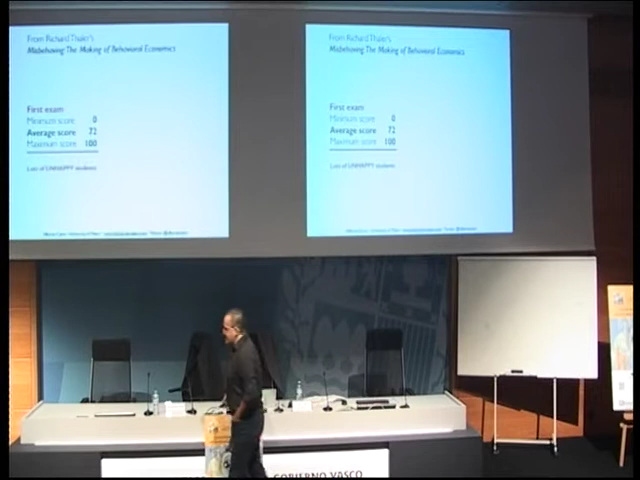 From Richard Thaler's
Misbehaving The Making of Behavioral Economics
First exam
Minimum score 0
Average score 72
Maximum score 100
Lots of UNHAPPY students
From Richard Thaler's
Misbehaving The Making of Behavioral Economics
First exam
Minimum score 0
Average score 72
Maximum score 100
Lots of UNHAPPY students
GOBIERNO VASCO